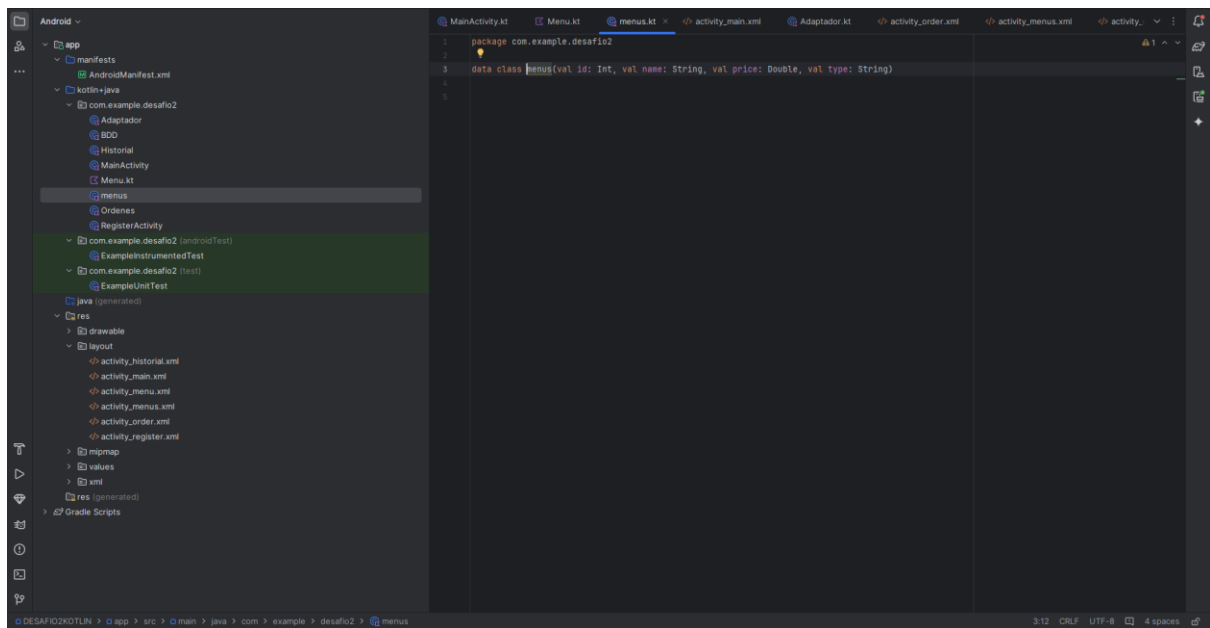 Android
MainActivity.kt
Menu.kt
menus.kt
activity_main.xml
Adaptador.kt
activity_order.xml
activity_menus.xml
activity_
app
manifests
AndroidManifest.xml
kotlin+java
com.example.desafio2
Adaptador
BDD
Historial
MainActivity
Menu.kt
menus
Ordenes
RegisterActivity
com.example.desafio2 (androidTest)
ExampleInstrumentedTest
com.example.desafio2 (test)
ExampleUnitTest
java (generated)
res
drawable
layout
activity_historial.xml
activity_main.xml
activity_menu.xml
activity_menus.xml
activity_order.xml
activity_register.xml
mipmap
values
xml
res (generated)
Gradle Scripts
1 package com.example.desafio2
2
3 data class menus(val id: Int, val name: String, val price: Double, val type: String)
4
5
1
DESAFIO2KOTLIN > app > src > main > java > com > example > desafio2 > menus
3:12 CRLF UTF-8 4 spaces